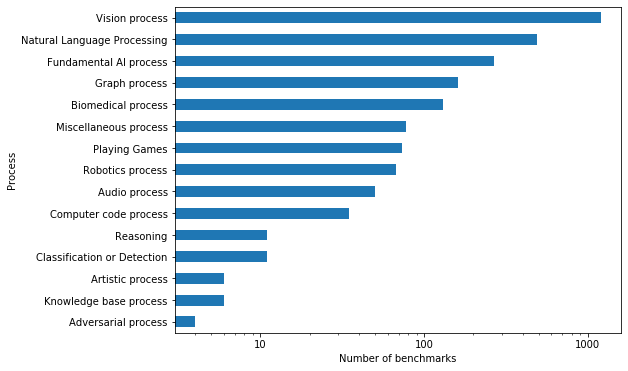 Vision process
Natural Language Processing
Fundamental AI process
Graph process
Biomedical process
Miscellaneous process
Playing Games
Robotics process
Audio process
Computer code process
Reasoning
Classification or Detection
Artistic process
Knowledge base process
Adversarial process
Process
10 100 1000
Number of benchmarks